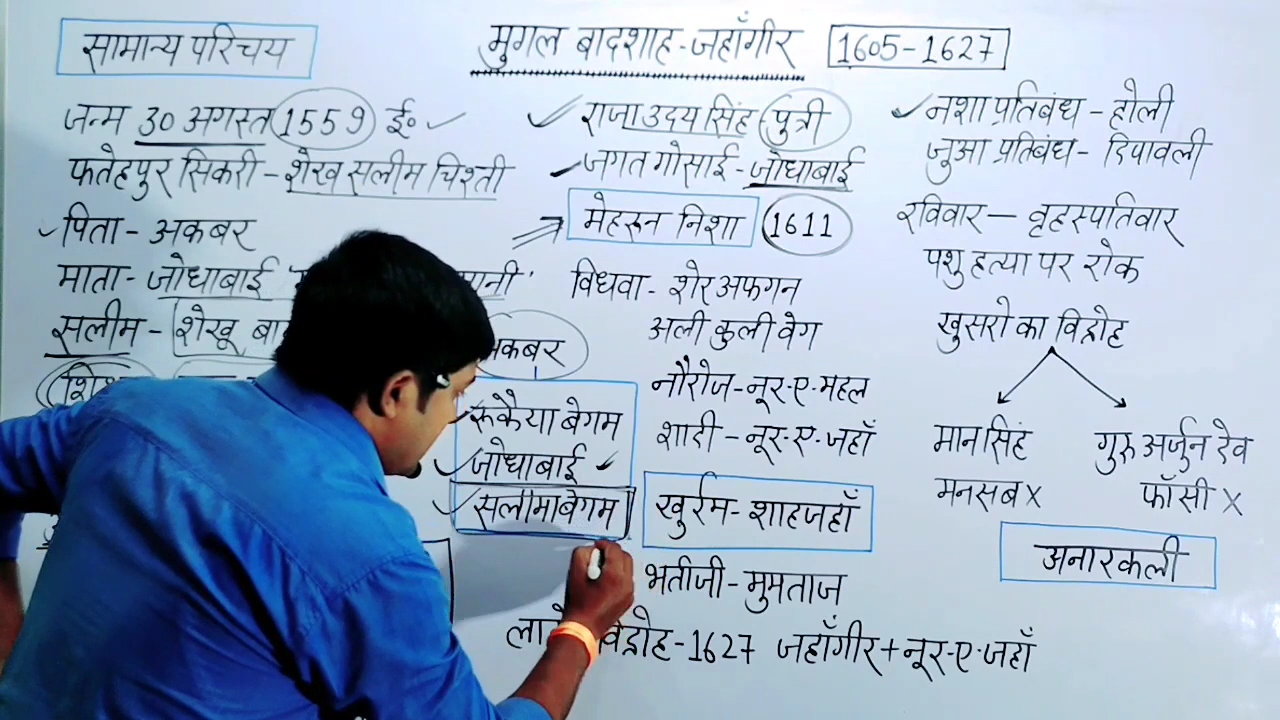 सामान्य परिचय
मुगल बादशाह-जहाँगीर 1605-1627
जन्म 30 अगस्त 1559 ई॰
फतेहपुर सिकरी-शेख सलीम चिश्ती
पिता-अकबर
माता-जोधाबाई
सलीम-शेखू
अकबर
रूकैया बेगम
जोधाबाई
सलीमाबेगम
राजा उदय सिंह पुत्री
जगत गोसाई-जोधाबाई
मेहरून निशा 1611
विधवा-शेर अफगन
अली कुली वेग
नौरोज-नूर-ए-महल
शादी-नूर-ए-जहाँ
खुर्रम-शाहजहाँ
भतीजी-मुमताज
विद्रोह-1627 जहाँगीर+नूर-ए-जहाँ
नशा प्रतिबंध-होली
जुआ प्रतिबंध-दिपावली
रविवार-वृहस्पतिवार
पशु हत्या पर रोक
खुसरो का विद्रोह
मानसिंह गुरु अर्जुन देव
मनसब X फाँसी X
अनारकली